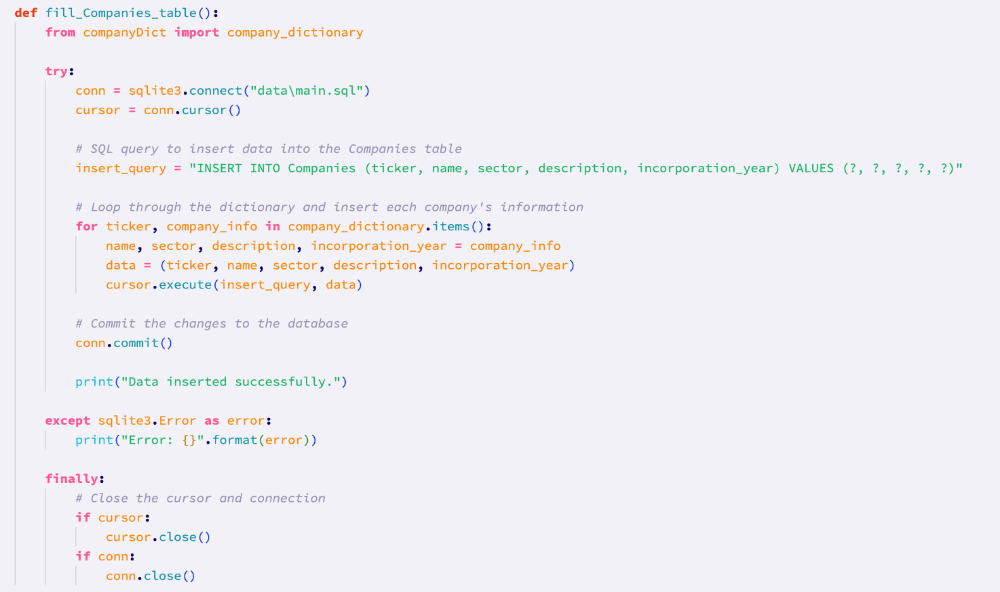 def fill_Companies_table():
from companyDict import company_dictionary
try:
conn = sqlite3.connect("data\main.sql")
cursor = conn.cursor()
# SQL query to insert data into the Companies table
insert_query = "INSERT INTO Companies (ticker, name, sector, description, incorporation_year) VALUES (?, ?, ?, ?, ?)"
# Loop through the dictionary and insert each company's information
for ticker, company_info in company_dictionary.items():
name, sector, description, incorporation_year = company_info
data = (ticker, name, sector, description, incorporation_year)
cursor.execute(insert_query, data)
# Commit the changes to the database
conn.commit()
print("Data inserted successfully.")
except sqlite3.Error as error:
print("Error: {}".format(error))
finally:
# Close the cursor and connection
if cursor:
cursor.close()
if conn:
conn.close()